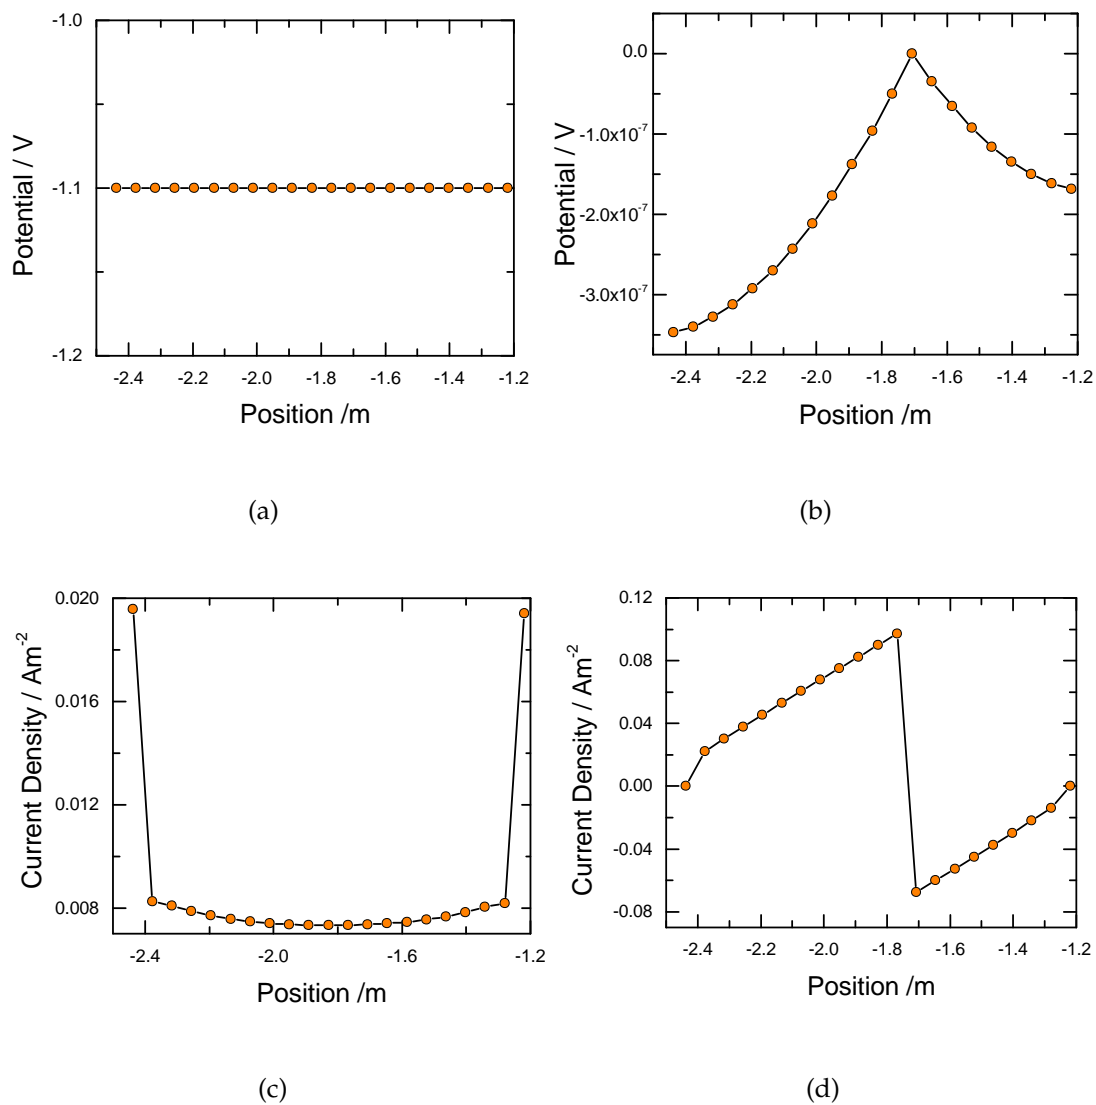 -1.0
-1.1
-1.2
Potential / V
-2.4 -2.2 -2.0 -1.8 -1.6 -1.4 -1.2
Position /m
(a)
0.0
-1.0x10⁻⁷
-2.0x10⁻⁷
-3.0x10⁻⁷
Potential / V
-2.4 -2.2 -2.0 -1.8 -1.6 -1.4 -1.2
Position /m
(b)
0.020
0.016
0.012
0.008
Current Density / Am⁻²
-2.4 -2.0 -1.6 -1.2
Position /m
(c)
0.12
0.08
0.04
0.00
-0.04
-0.08
Current Density / Am⁻²
-2.4 -2.2 -2.0 -1.8 -1.6 -1.4 -1.2
Position /m
(d)